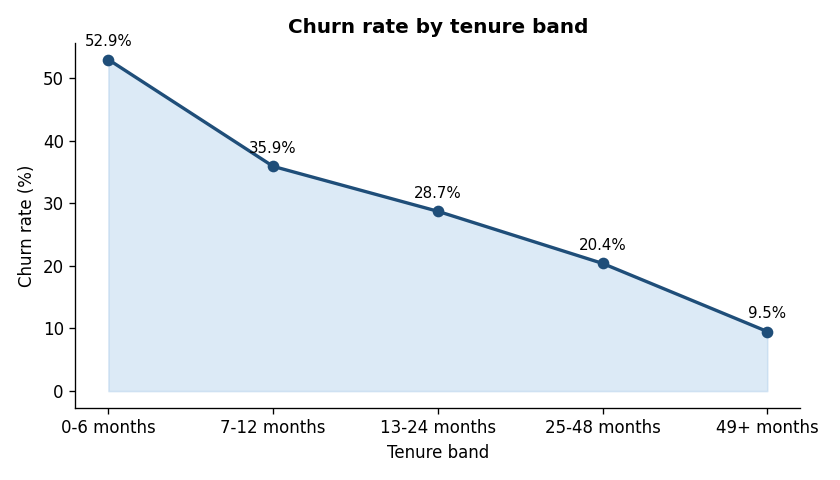 Churn rate by tenure band
52.9%
35.9%
28.7%
20.4%
9.5%
50
40
30
20
10
0
Churn rate (%)
0-6 months
7-12 months
13-24 months
25-48 months
49+ months
Tenure band